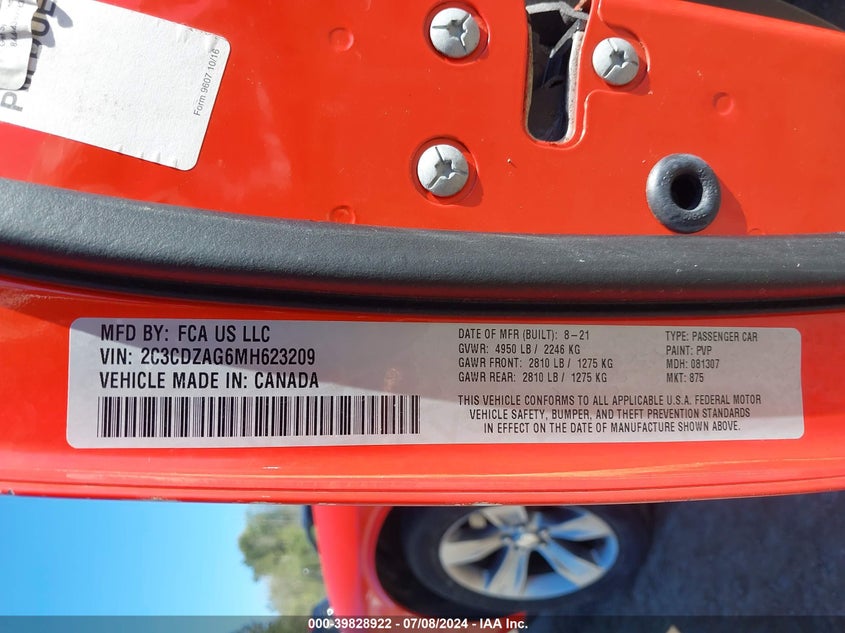 Form 9607 10/16
MFD BY: FCA US LLC
VIN: 2C3CDZAG6MH623209
VEHICLE MADE IN: CANADA
DATE OF MFR (BUILT): 8-21
GVWR: 4950 LB / 2246 KG
GAWR FRONT: 2810 LB / 1275 KG
GAWR REAR: 2810 LB / 1275 KG
TYPE: PASSENGER CAR
PAINT: PVP
MDH: 081307
MKT: 875
THIS VEHICLE CONFORMS TO ALL APPLICABLE U.S.A. FEDERAL MOTOR
VEHICLE SAFETY, BUMPER, AND THEFT PREVENTION STANDARDS
IN EFFECT ON THE DATE OF MANUFACTURE SHOWN ABOVE.
000-39828922 - 07/08/2024 - IAA Inc.